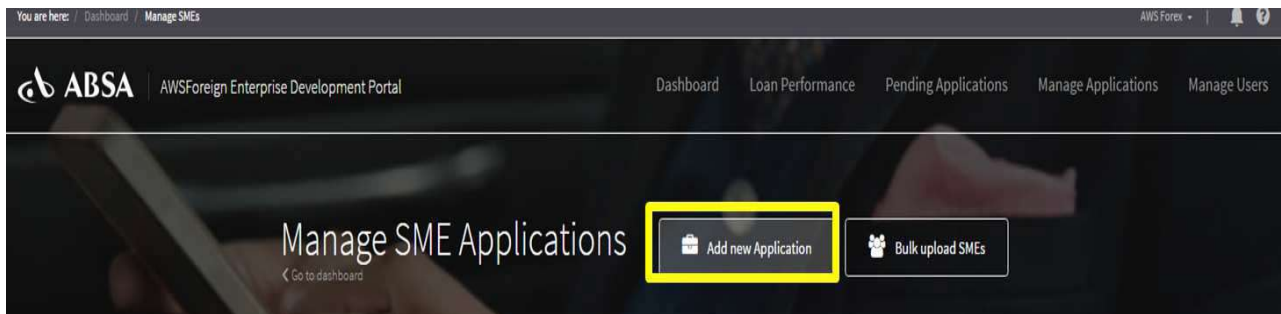 You are here: / Dashboard / Manage SMEs
AWS Forex
ABSA | AWSForeign Enterprise Development Portal
Dashboard Loan Performance Pending Applications Manage Applications Manage Users
Manage SME Applications
Go to dashboard
Add new Application
Bulk upload SMEs